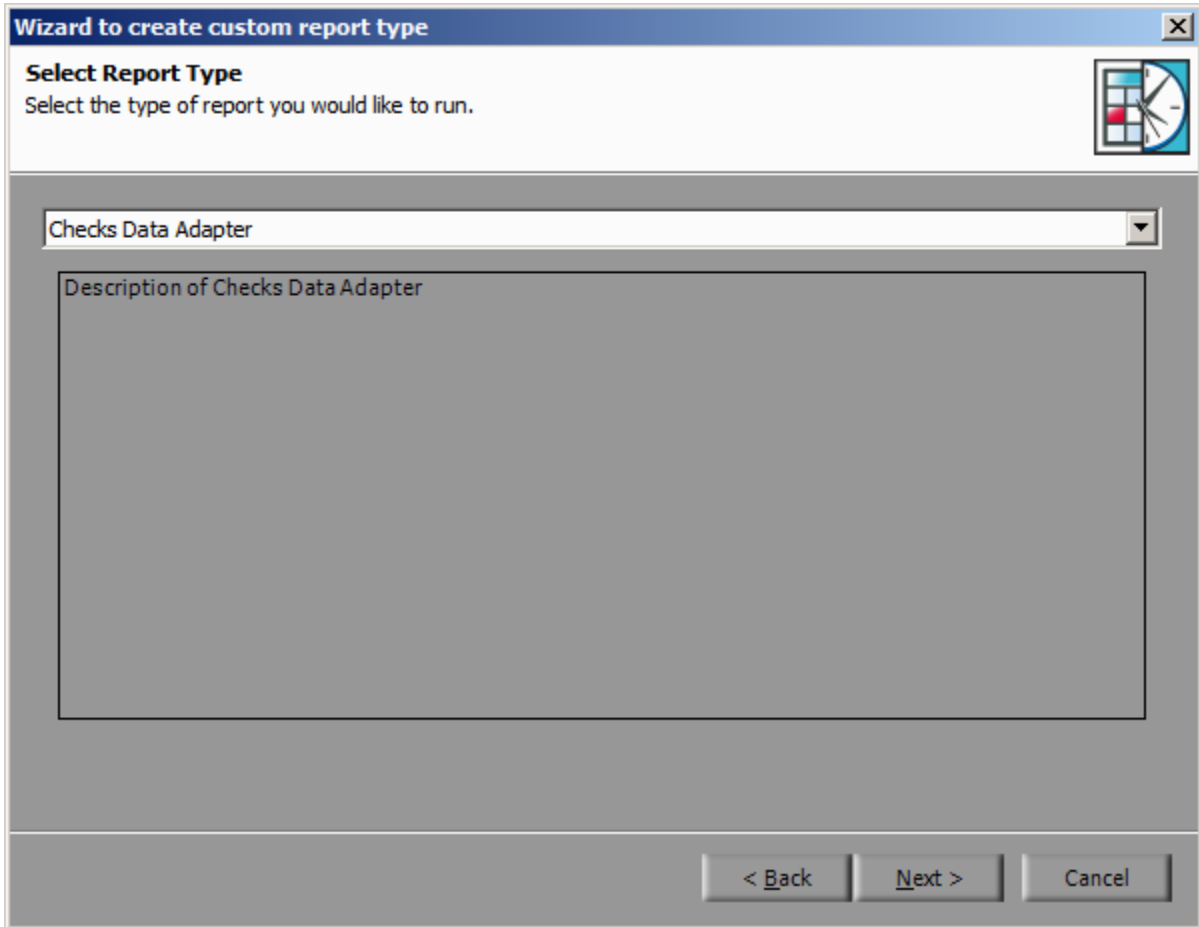 Wizard to create custom report type
Select Report Type
Select the type of report you would like to run.
Checks Data Adapter
Description of Checks Data Adapter
< Back
Next >
Cancel